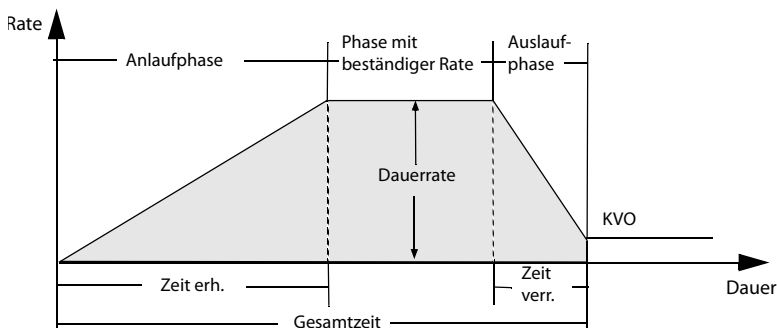 Rate
Anlaufphase
Phase mit
beständiger Rate
Auslauf-
phase
Dauerrate
KVO
Zeit erh.
Zeit
verr.
Dauer
Gesamtzeit